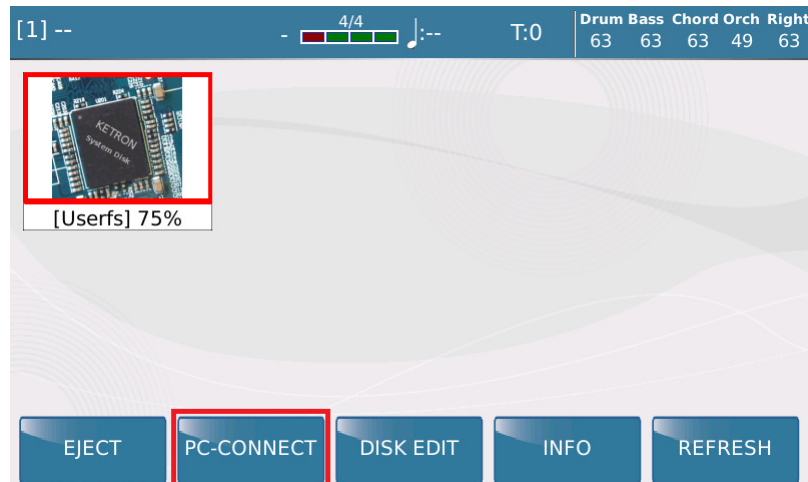 [1] --
- 4/4 ♩:--
T:0
Drum Bass Chord Orch Right
63 63 63 49 63
KETRON
System Disk
[Userfs] 75%
EJECT
PC-CONNECT
DISK EDIT
INFO
REFRESH